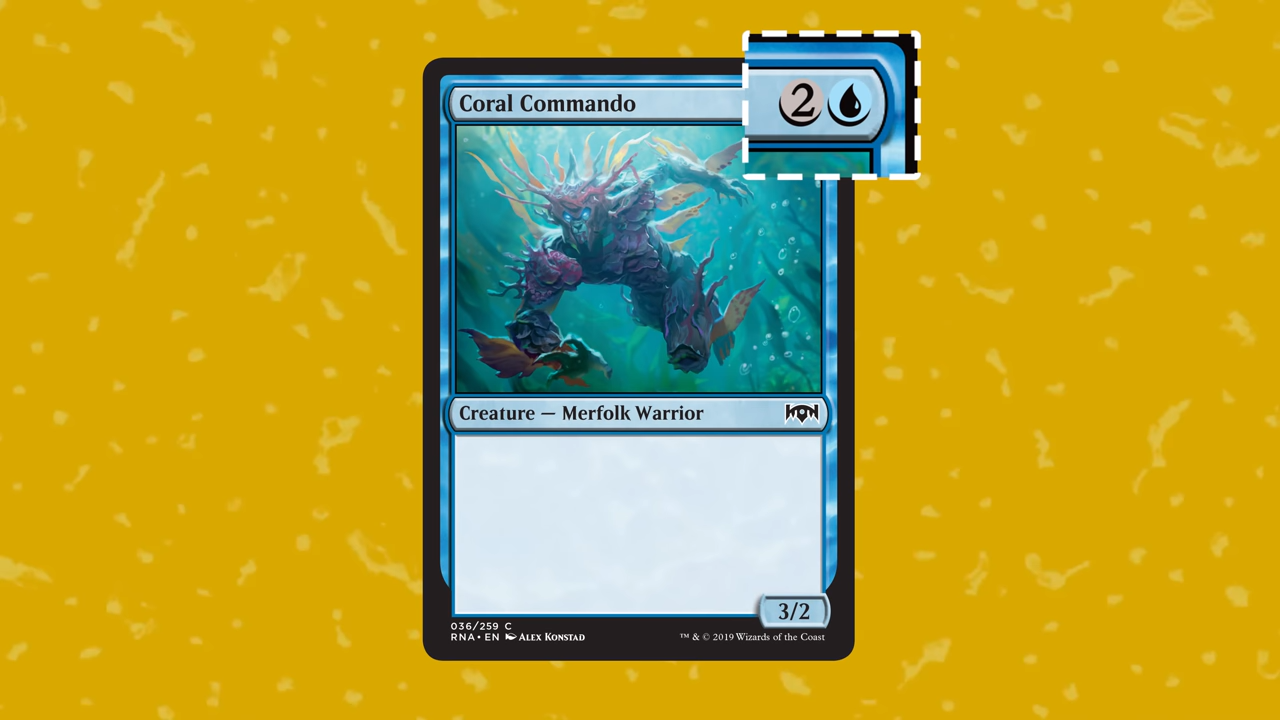 Coral Commando
2
Creature — Merfolk Warrior
3/2
036/259 C
RNA • EN Alex Konstad
™ & © 2019 Wizards of the Coast